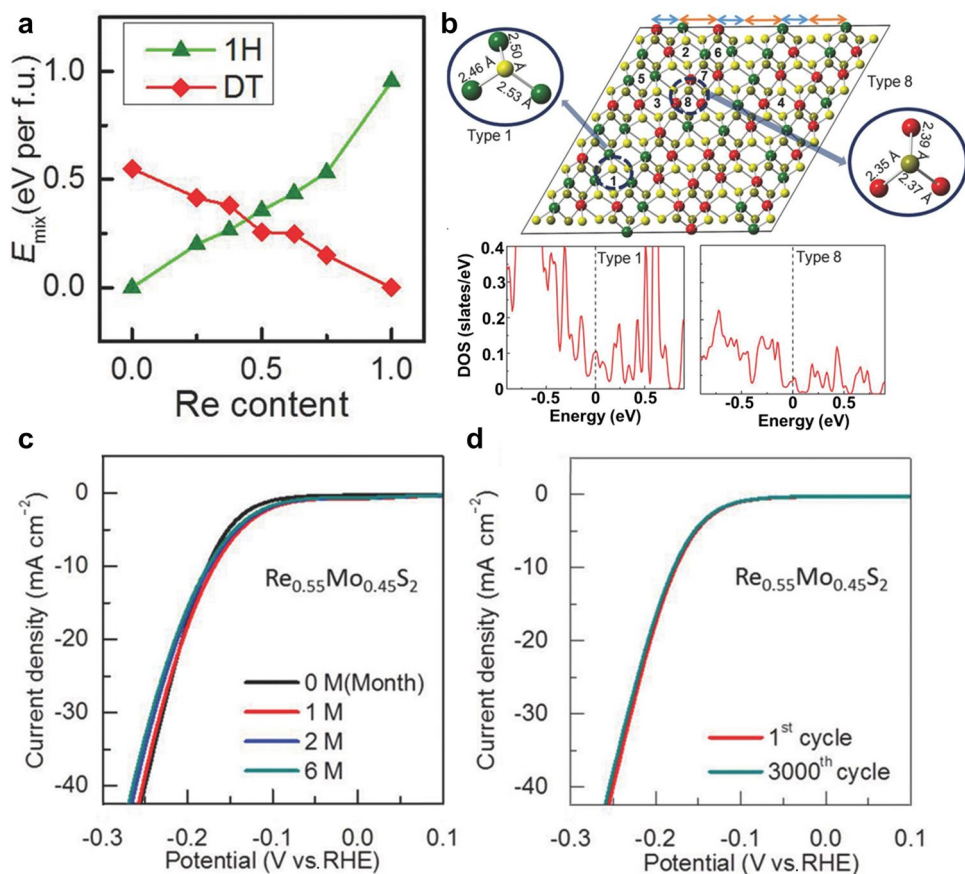 a
1H
DT
E_mix (eV per f.u.)
1.0
0.5
0.0
0.0 0.5 1.0
Re content
b
2.50 Å
2.46 Å
2.53 Å
Type 1
2 6
5 7
3 8 4
1
Type 8
2.39 Å
2.35 Å
2.37 Å
DOS (slates/eV)
0.4
0.3
0.2
0.1
0
Type 1
-0.5 0 0.5
Energy (eV)
Type 8
-0.5 0 0.5
Energy (eV)
c
Current density (mA cm⁻²)
0
-10
-20
-30
-40
Re₀.₅₅Mo₀.₄₅S₂
0 M(Month)
1 M
2 M
6 M
-0.3 -0.2 -0.1 0.0 0.1
Potential (V vs.RHE)
d
Current density (mA cm⁻²)
0
-10
-20
-30
-40
Re₀.₅₅Mo₀.₄₅S₂
1ˢᵗ cycle
3000ᵗʰ cycle
-0.3 -0.2 -0.1 0.0 0.1
Potential (V vs.RHE)